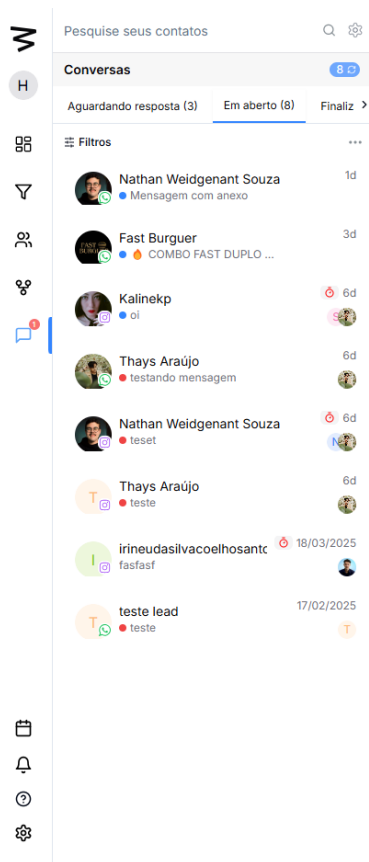 Pesquise seus contatos
H
Conversas
8
Aguardando resposta (3)
Em aberto (8)
Finaliz
Filtros
Nathan Weidgenant Souza
1d
Mensagem com anexo
Fast Burguer
3d
🔥 COMBO FAST DUPLO ...
Kalinekp
6d
oi
S
1
Thays Araújo
6d
testando mensagem
Nathan Weidgenant Souza
6d
teset
N
T
Thays Araújo
6d
teste
I
irineudasilvacoelhosanto
18/03/2025
fasfasf
T
teste lead
17/02/2025
teste
T